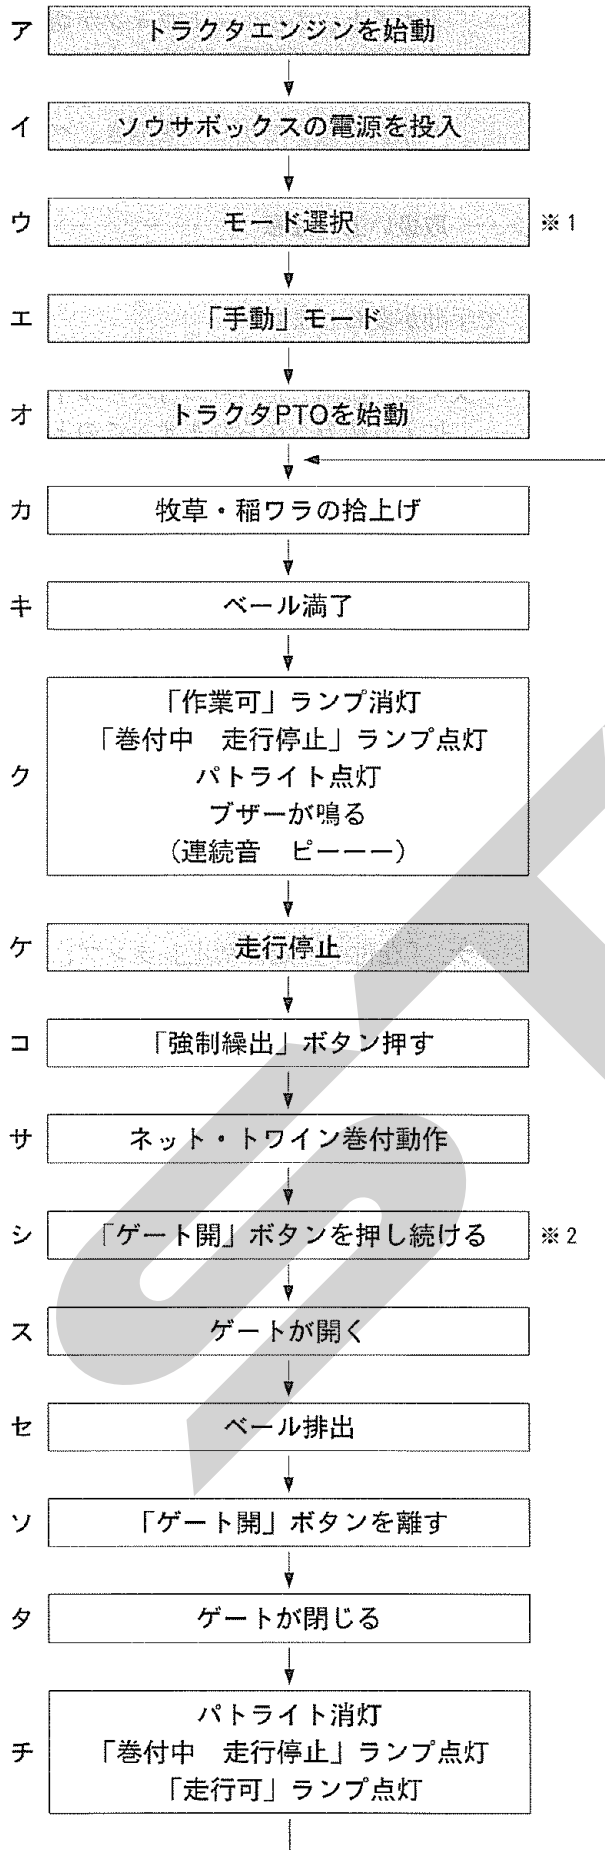 ア トラクタエンジンを始動
イ ソウサボックスの電源を投入
ウ モード選択 ※1
エ 「手動」モード
オ トラクタPTOを始動
カ 牧草・稲ワラの拾上げ
キ ベール満了
「作業可」ランプ消灯
「巻付中 走行停止」ランプ点灯
ク パトライト点灯
ブザーが鳴る
(連続音 ピーーー)
ケ 走行停止
コ 「強制繰出」ボタン押す
サ ネット・トワイン巻付動作
シ 「ゲート開」ボタンを押し続ける ※2
ス ゲートが開く
セ ベール排出
ソ 「ゲート開」ボタンを離す
タ ゲートが閉じる
パトライト消灯
チ 「巻付中 走行停止」ランプ点灯
「走行可」ランプ点灯